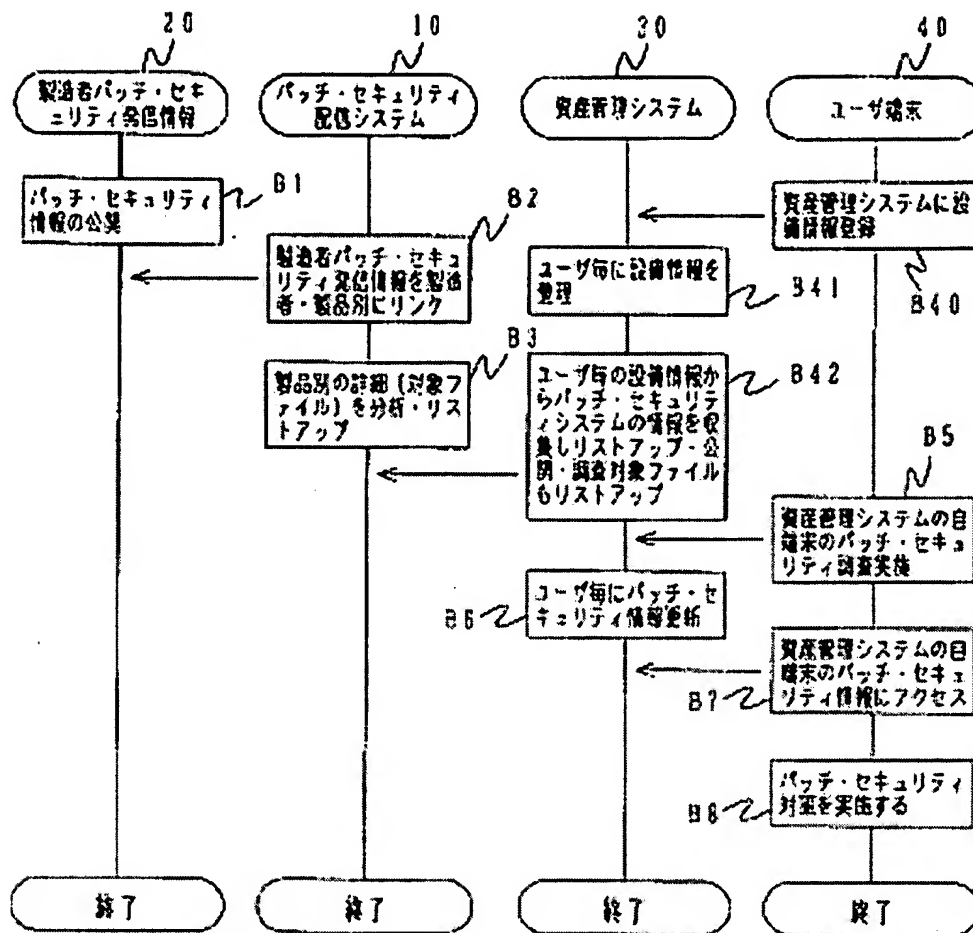 20
10
30
40
製造者パッチ・セキ
ュリティ発信情報
パッチ・セキュリティ
配信システム
資産管理システム
ユーザ端末
パッチ・セキュリティ
情報の公開
B1
B2
製造者パッチ・セキュ
リティ発信情報を製造
者・製品別にリンク
B3
製品別の詳細（対象フ
ァイル）を分析・リス
トアップ
資産管理システムに設
備情報登録
B40
ユーザ毎に設備情報を
整理
B41
ユーザ毎の設備情報か
らパッチ・セキュリテ
ィシステムの情報を収
集しリストアップ・公
開・調査対象ファイル
もリストアップ
B42
B5
資産管理システムの自
端末のパッチ・セキュ
リティ調査実施
ユーザ毎にパッチ・セ
キュリティ情報更新
B6
資産管理システムの自
端末のパッチ・セキュ
リティ情報にアクセス
B7
パッチ・セキュリティ
対策を実施する
B8
終了
終了
終了
終了